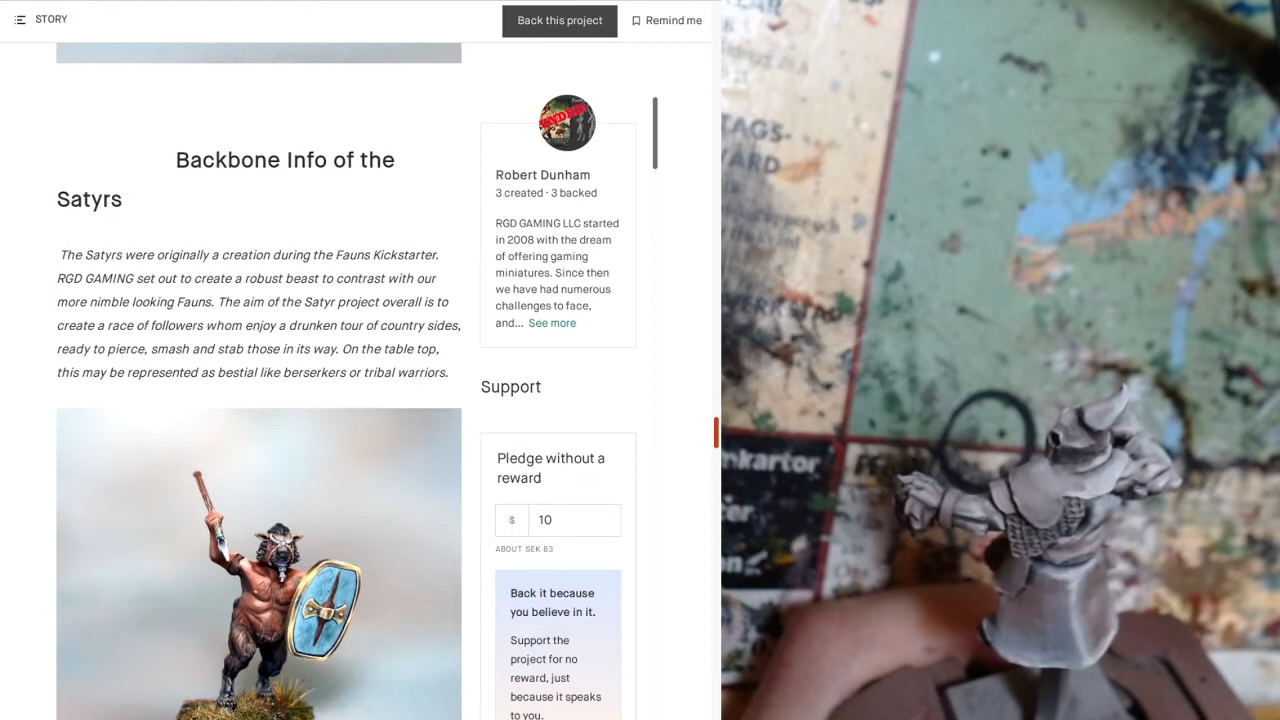 STORY
Back this project
Remind me
Backbone Info of the
Satyrs
The Satyrs were originally a creation during the Fauns Kickstarter.
RGD GAMING set out to create a robust beast to contrast with our
more nimble looking Fauns. The aim of the Satyr project overall is to
create a race of followers whom enjoy a drunken tour of country sides,
ready to pierce, smash and stab those in its way. On the table top,
this may be represented as bestial like berserkers or tribal warriors.
Robert Dunham
3 created · 3 backed
RGD GAMING LLC started
in 2008 with the dream
of offering gaming
miniatures. Since then
we have had numerous
challenges to face,
and... See more
Support
Pledge without a
reward
$ 10
ABOUT SEK 83
Back it because
you believe in it.
Support the
project for no
reward, just
because it speaks
to you.
TAGS-